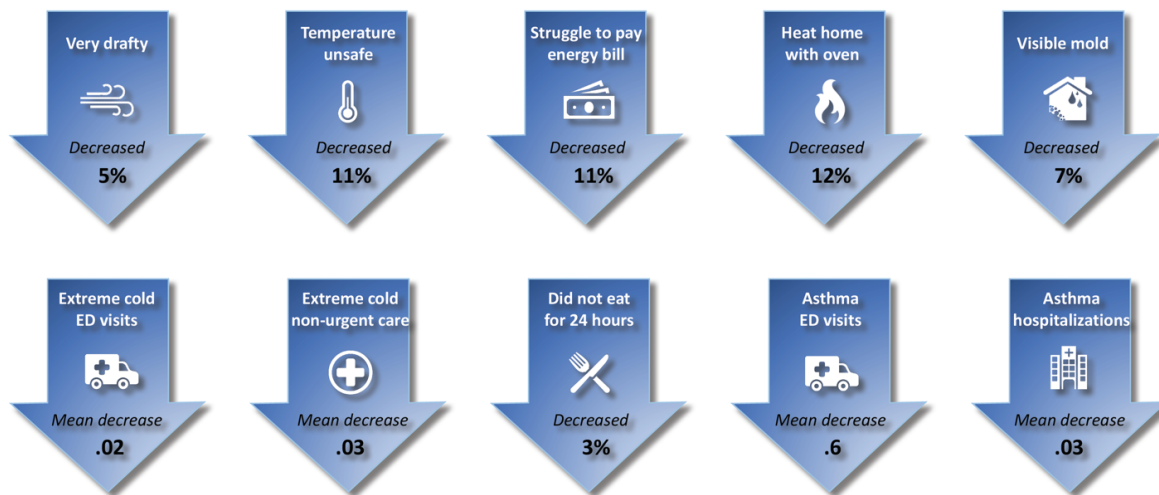 Very drafty
Decreased
5%
Temperature
unsafe
Decreased
11%
Struggle to pay
energy bill
Decreased
11%
Heat home
with oven
Decreased
12%
Visible mold
Decreased
7%
Extreme cold
ED visits
Mean decrease
.02
Extreme cold
non-urgent care
Mean decrease
.03
Did not eat
for 24 hours
Decreased
3%
Asthma
ED visits
Mean decrease
.6
Asthma
hospitalizations
Mean decrease
.03